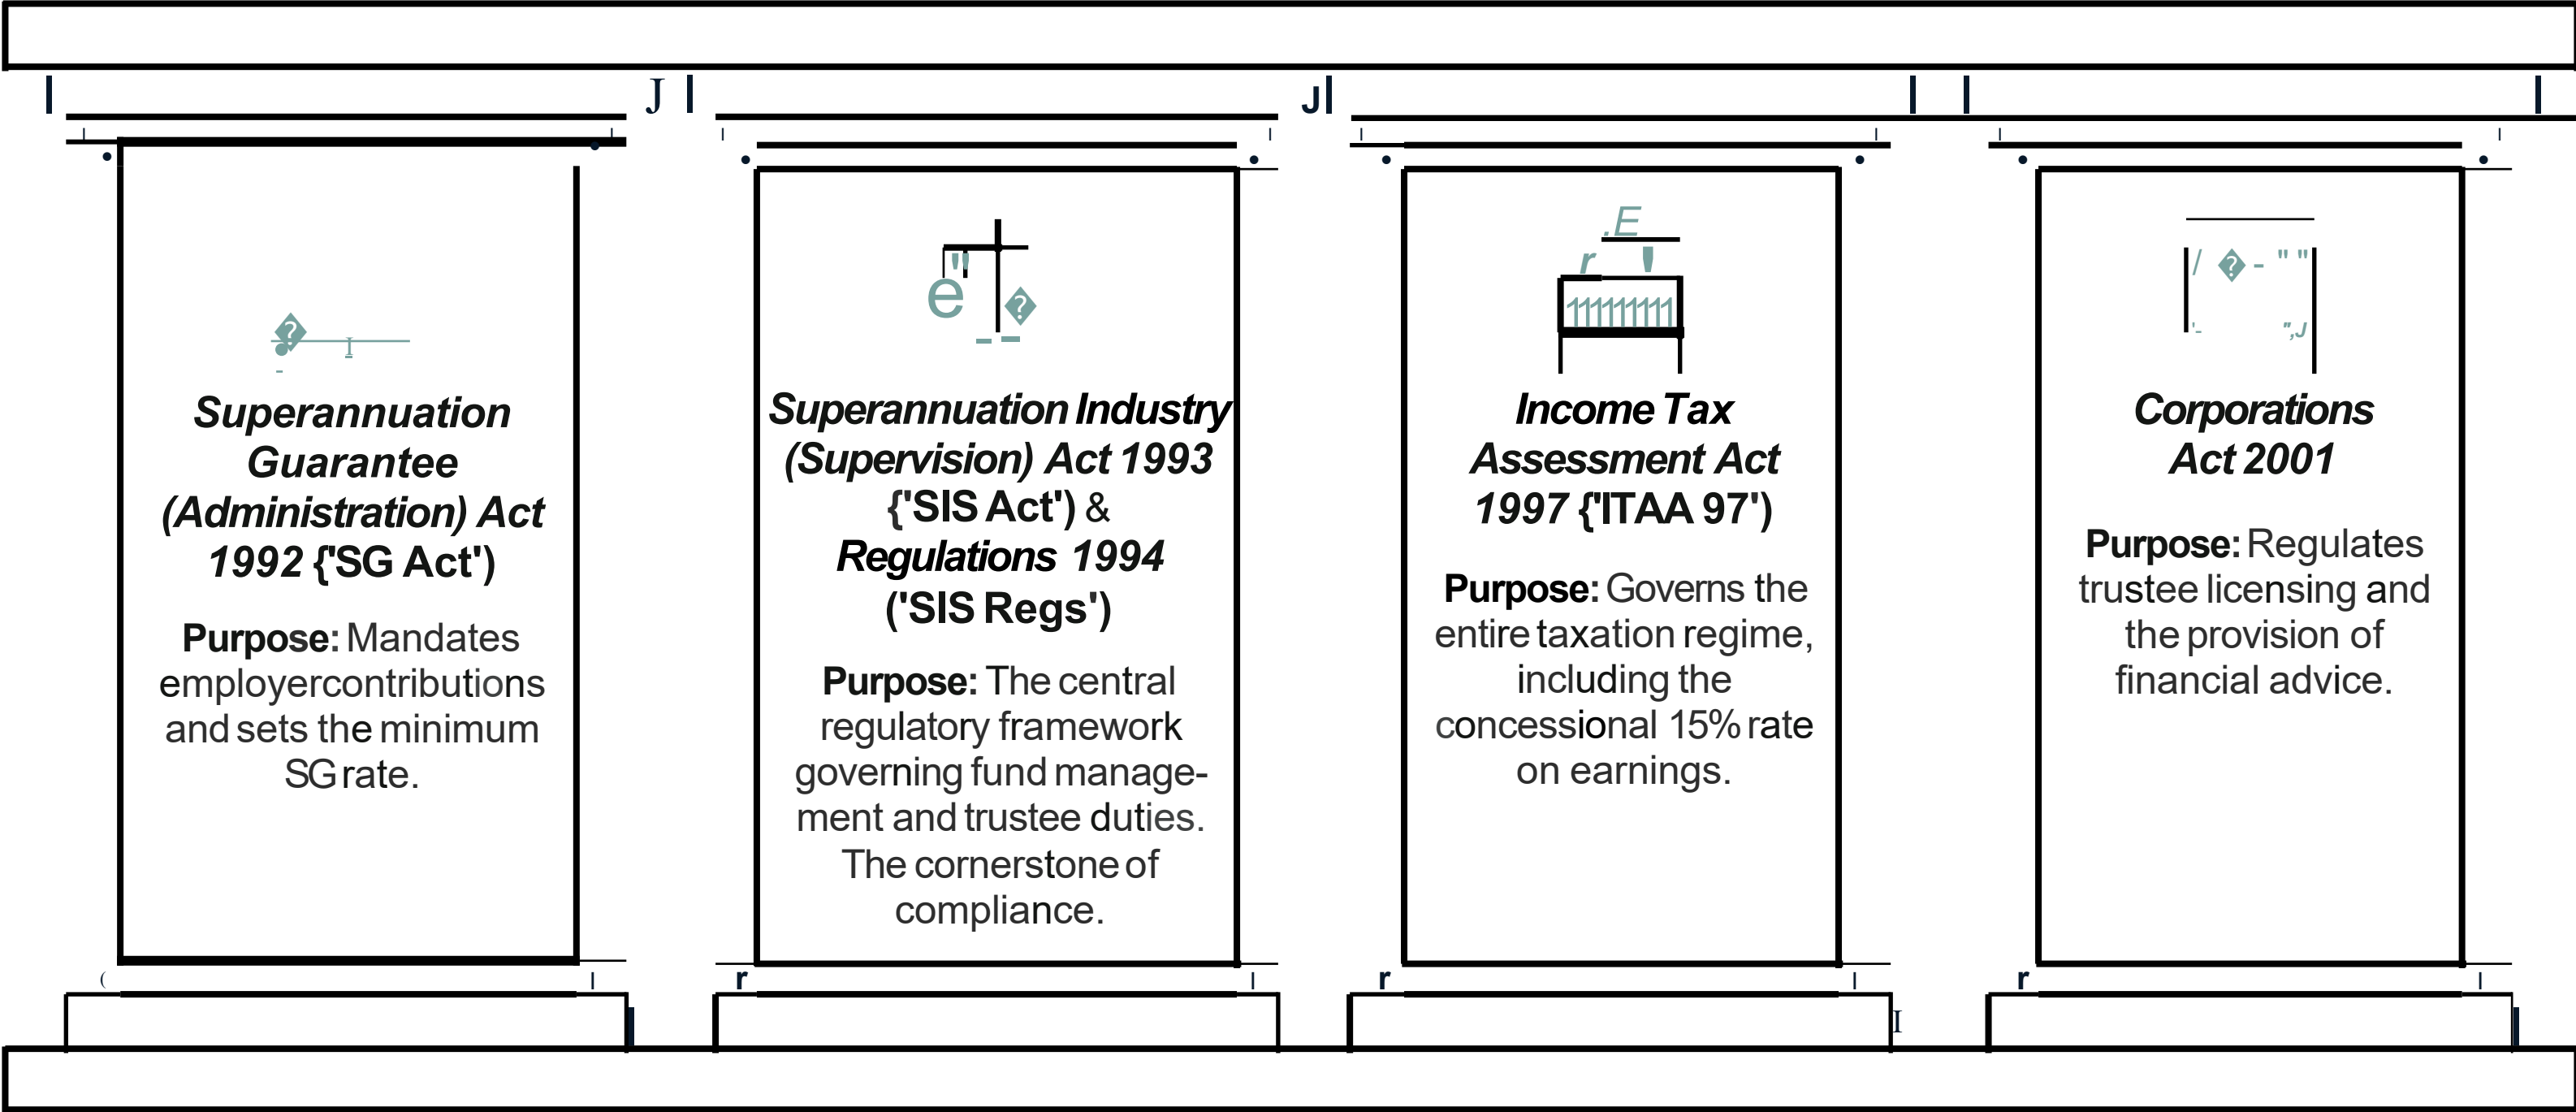 Superannuation
Guarantee
(Administration) Act
1992 {'SG Act')
Purpose: Mandates
employercontributions
and sets the minimum
SG rate.
Superannuation Industry
(Supervision) Act 1993
{'SIS Act') &
Regulations 1994
('SIS Regs')
Purpose: The central
regulatory framework
governing fund manage-
ment and trustee duties.
The cornerstone of
compliance.
Income Tax
Assessment Act
1997 {'ITAA 97')
Purpose: Governs the
entire taxation regime,
including the
concessional 15% rate
on earnings.
Corporations
Act 2001
Purpose: Regulates
trustee licensing and
the provision of
financial advice.